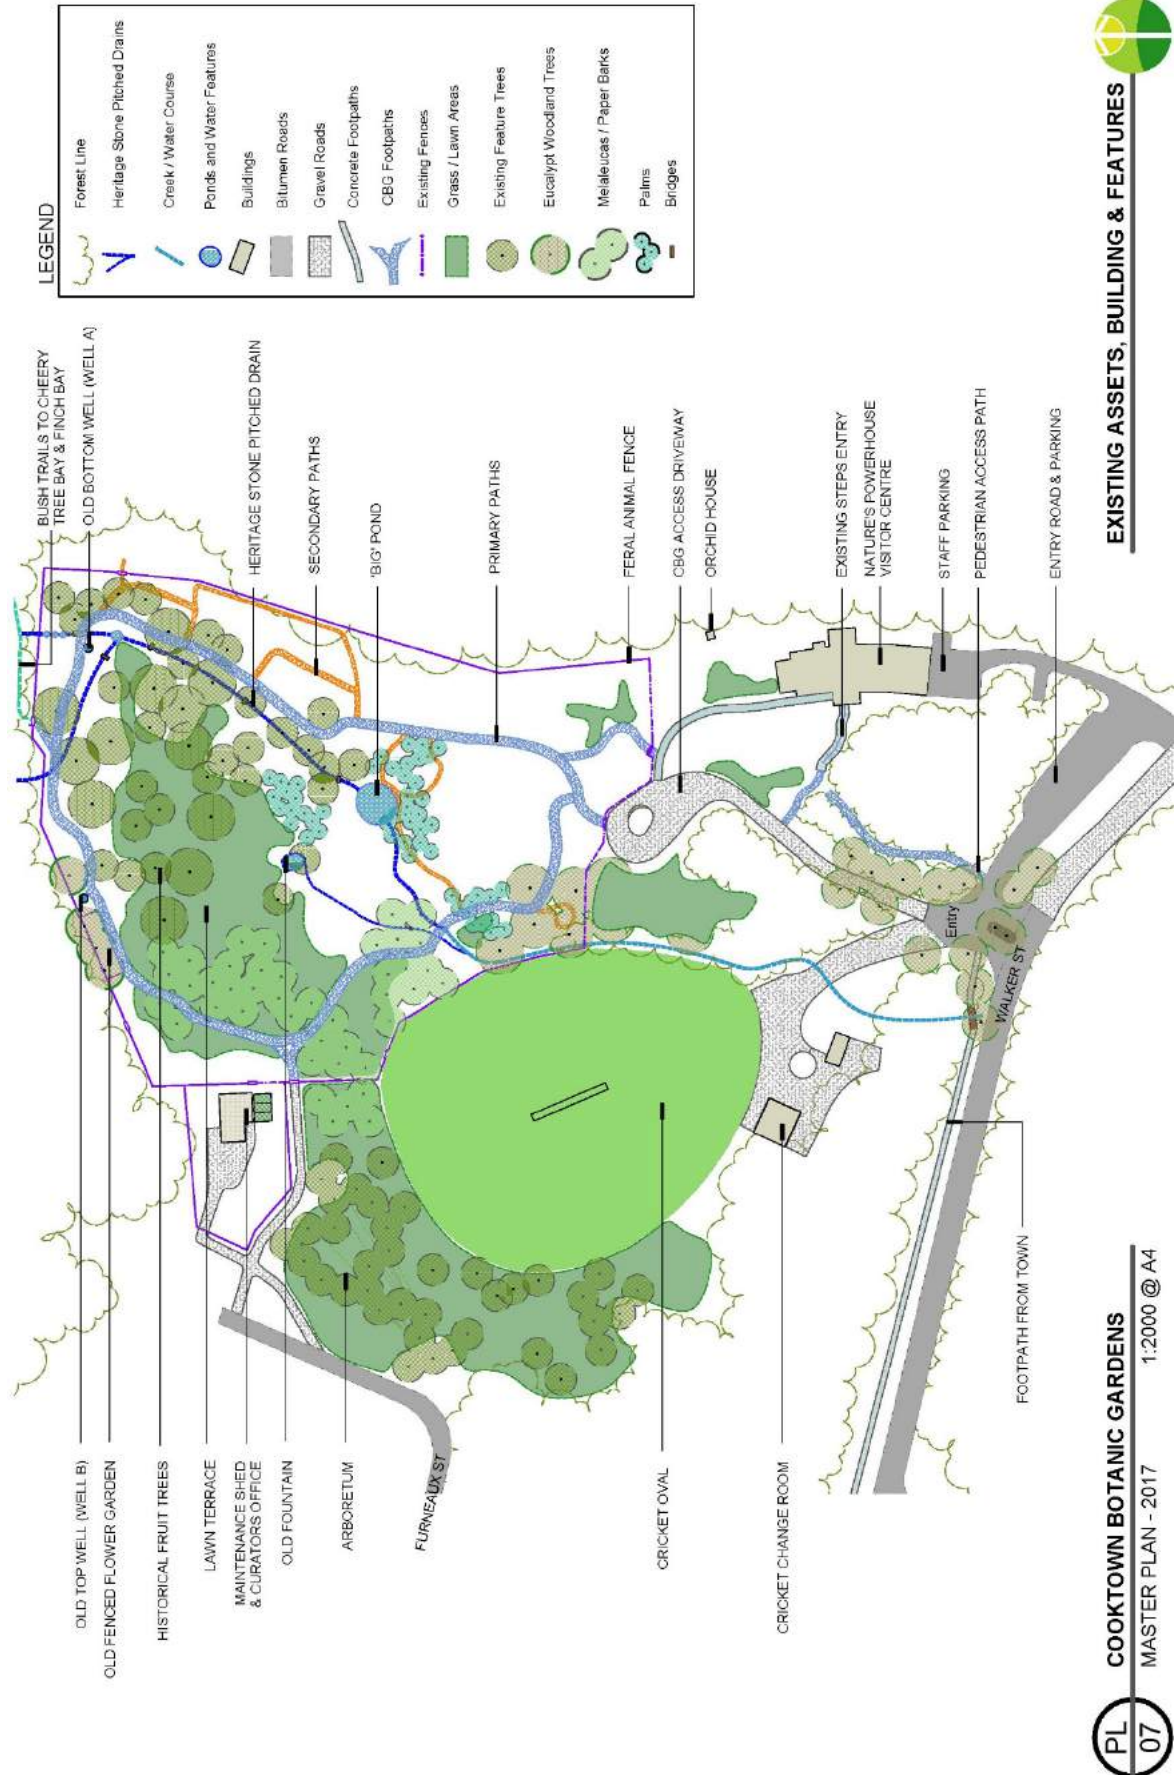 OLD TOP WELL (WELL B)
OLD FENCED FLOWER GARDEN
HISTORICAL FRUIT TREES
LAWN TERRACE
MAINTENANCE SHED
& CURATORS OFFICE
OLD FOUNTAIN
ARBORETUM
FURNEAUX ST
CRICKET OVAL
CRICKET CHANGE ROOM
FOOTPATH FROM TOWN
WALKER ST
Entry
BUSH TRAILS TO CHEERY
TREE BAY & FINCH BAY
OLD BOTTOM WELL (WELL A)
HERITAGE STONE PITCHED DRAIN
SECONDARY PATHS
'BIG' POND
PRIMARY PATHS
FERAL ANIMAL FENCE
CBG ACCESS DRIVEWAY
ORCHID HOUSE
EXISTING STEPS ENTRY
NATURE'S POWERHOUSE
VISITOR CENTRE
STAFF PARKING
PEDESTRIAN ACCESS PATH
ENTRY ROAD & PARKING
LEGEND
Forest Line
Heritage Stone Pitched Drains
Creek / Water Course
Ponds and Water Features
Buildings
Bitumen Roads
Gravel Roads
Concrete Footpaths
CBG Footpaths
Existing Fences
Grass / Lawn Areas
Existing Feature Trees
Eucalypt Woodland Trees
Melaleucas / Paper Barks
Palms
Bridges
PL
07
COOKTOWN BOTANIC GARDENS
MASTER PLAN - 2017 1:2000 @ A4
EXISTING ASSETS, BUILDING & FEATURES